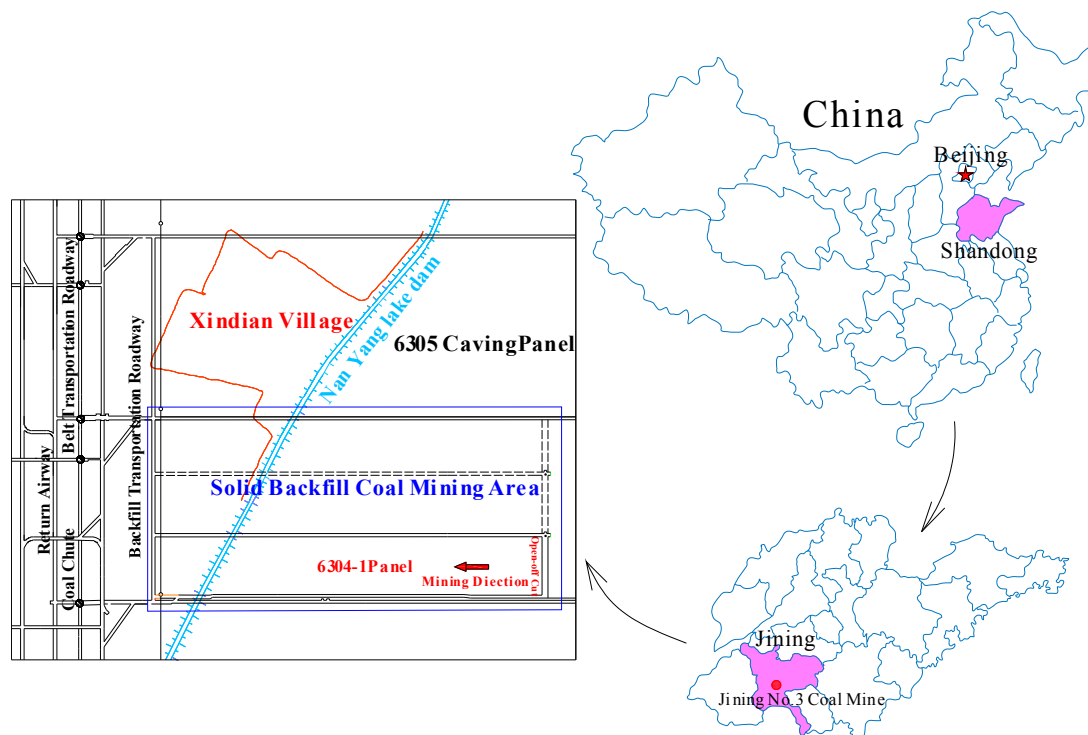 China
Beijing
Shandong
Xindian Village
Nan Yang lake dam
6305 CavingPanel
Belt Transportation Roadway
Backfill Transportation Roadway
Return Airway
Coal Chute
Solid Backfill Coal Mining Area
6304-1Panel
Mining Diection
Open-off Cut
Jining
Jining No.3 Coal Mine